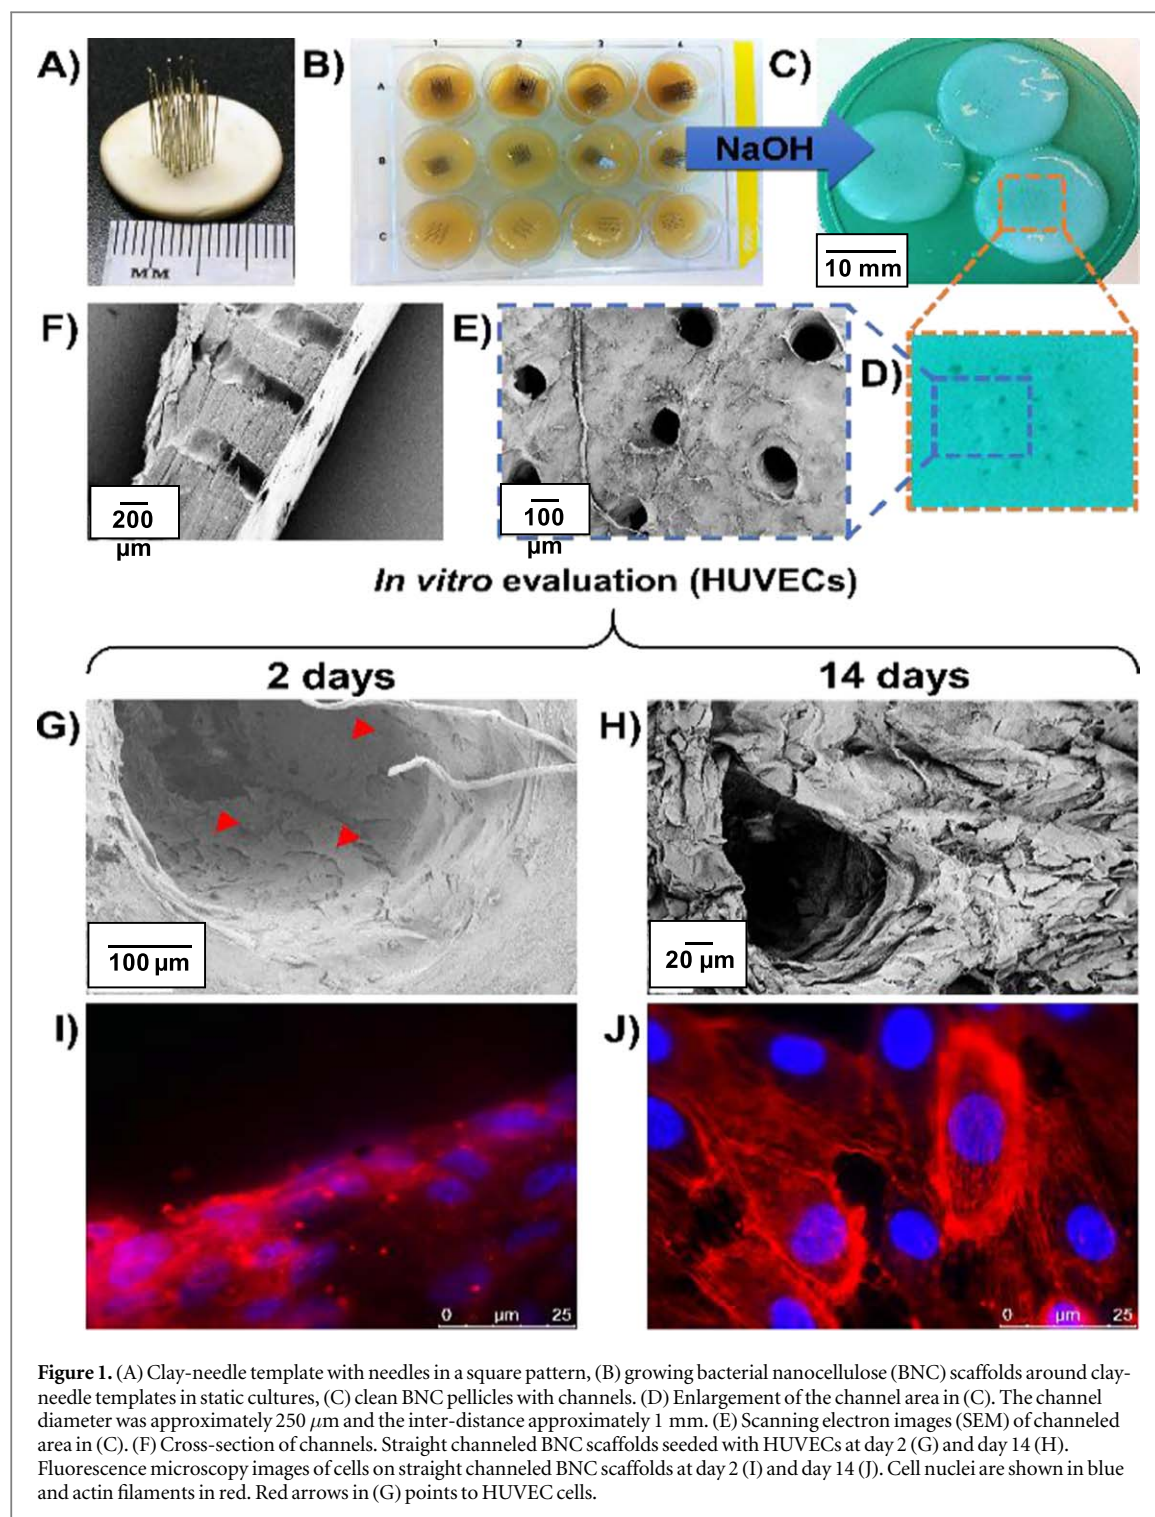 A)
B)
C)
1 2 3 4
A
B
C
NaOH
MM
10 mm
F)
E)
D)
200
µm
100
µm
In vitro evaluation (HUVECs)
2 days
14 days
G)
H)
100 µm
20 µm
I)
J)
0 µm 25
0 µm 25
Figure 1. (A) Clay-needle template with needles in a square pattern, (B) growing bacterial nanocellulose (BNC) scaffolds around clay-
needle templates in static cultures, (C) clean BNC pellicles with channels. (D) Enlargement of the channel area in (C). The channel
diameter was approximately 250 µm and the inter-distance approximately 1 mm. (E) Scanning electron images (SEM) of channeled
area in (C). (F) Cross-section of channels. Straight channeled BNC scaffolds seeded with HUVECs at day 2 (G) and day 14 (H).
Fluorescence microscopy images of cells on straight channeled BNC scaffolds at day 2 (I) and day 14 (J). Cell nuclei are shown in blue
and actin filaments in red. Red arrows in (G) points to HUVEC cells.